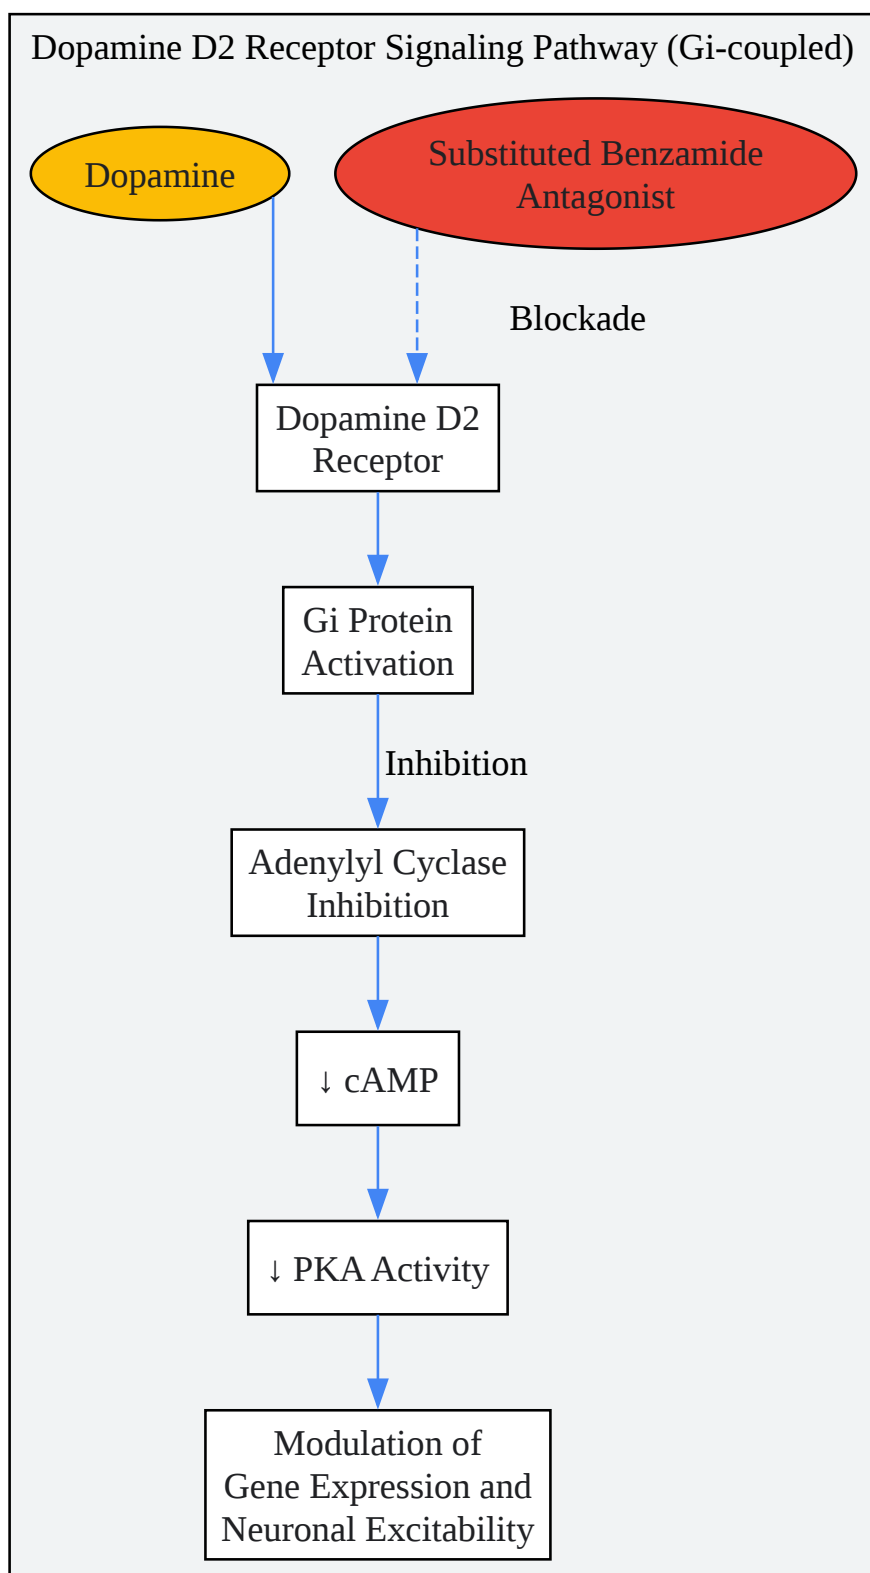 Dopamine D2 Receptor Signaling Pathway (Gi-coupled)
Dopamine
Substituted Benzamide
Antagonist
Blockade
Dopamine D2
Receptor
Gi Protein
Activation
Inhibition
Adenylyl Cyclase
Inhibition
↓ cAMP
↓ PKA Activity
Modulation of
Gene Expression and
Neuronal Excitability